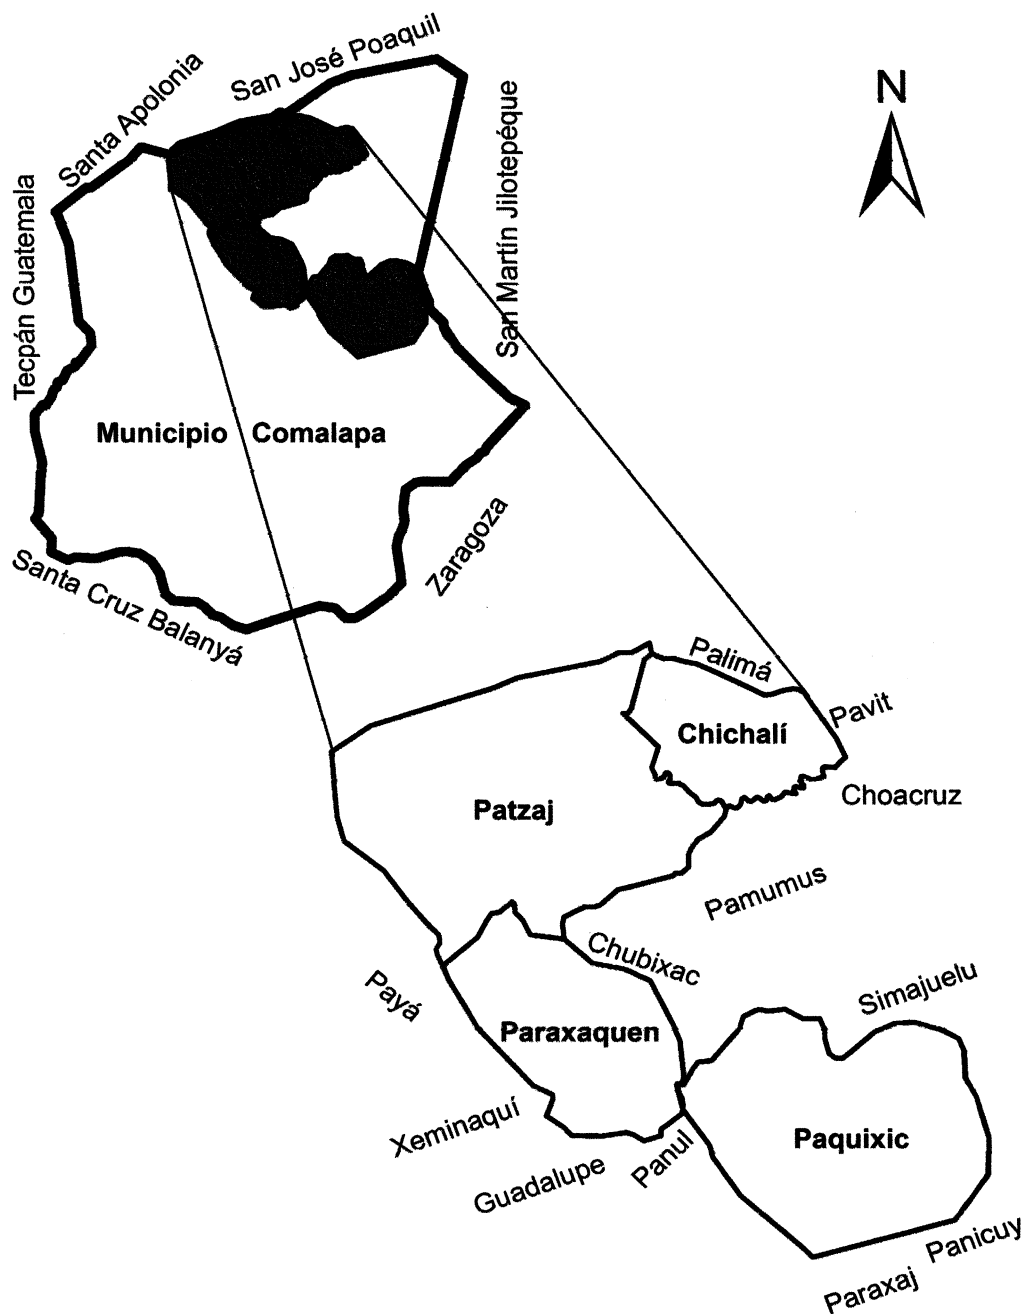 San José Poaquil
Santa Apolonia
N
San Martín Jilotepéque
Tecpán Guatemala
Municipio Comalapa
Zaragoza
Santa Cruz Balanyá
Palimá
Pavit
Chichalí
Choacruz
Patzaj
Pamumus
Chubixac
Payá
Simajuelu
Paraxaquen
Xeminaquí
Paquixic
Guadalupe
Panul
Panicuy
Paraxaj